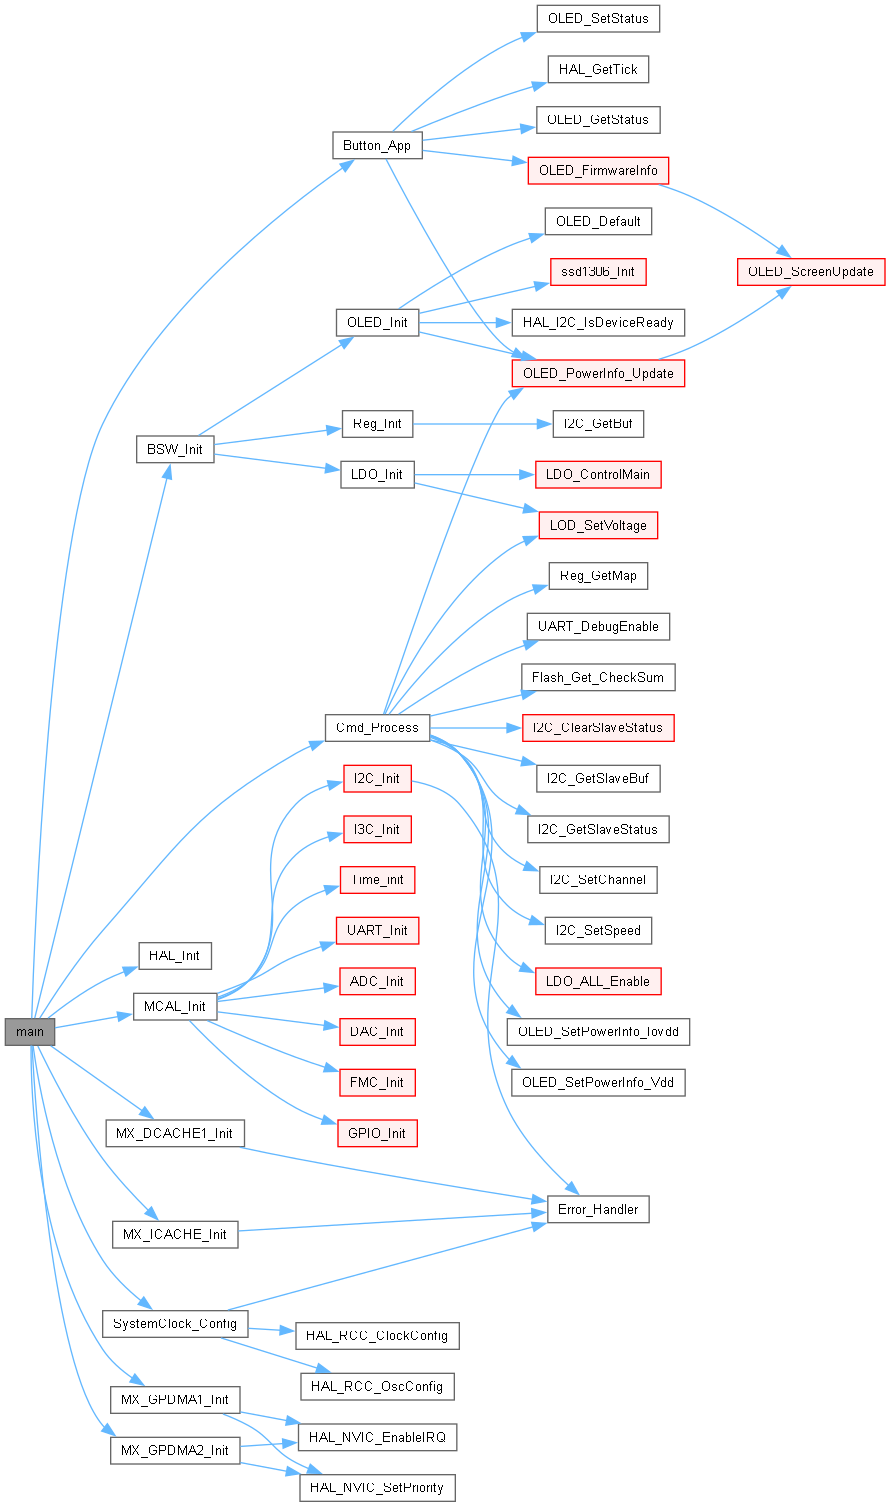 OLED_SetStatus
HAL_GetTick
OLED_GetStatus
Button_App
OLED_FirmwareInfo
OLED_Default
ssd1306_Init
OLED_ScreenUpdate
OLED_Init
HAL_I2C_IsDeviceReady
OLED_PowerInfo_Update
Reg_Init
I2C_GetBuf
BSW_Init
LDO_Init
LDO_ControlMain
LOD_SetVoltage
Reg_GetMap
UART_DebugEnable
Flash_Get_CheckSum
Cmd_Process
I2C_ClearSlaveStatus
I2C_Init
I2C_GetSlaveBuf
I3C_Init
I2C_GetSlaveStatus
Time_Init
I2C_SetChannel
UART_Init
I2C_SetSpeed
HAL_Init
ADC_Init
LDO_ALL_Enable
MCAL_Init
main
DAC_Init
OLED_SetPowerInfo_Iovdd
FMC_Init
OLED_SetPowerInfo_Vdd
MX_DCACHE1_Init
GPIO_Init
Error_Handler
MX_ICACHE_Init
SystemClock_Config
HAL_RCC_ClockConfig
HAL_RCC_OscConfig
MX_GPDMA1_Init
HAL_NVIC_EnableIRQ
MX_GPDMA2_Init
HAL_NVIC_SetPriority